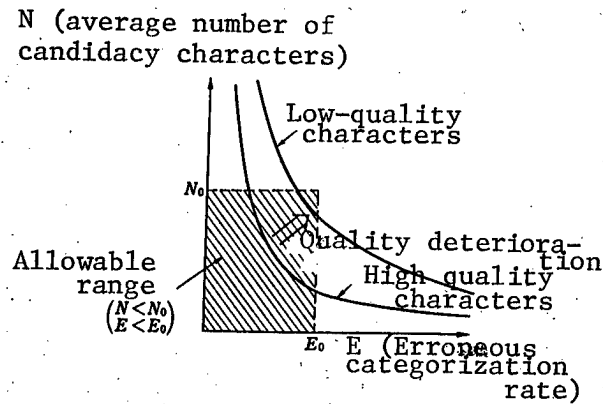 N (average number of
candidacy characters)
Low-quality
characters
N₀
Quality deteriora-
tion
Allowable
range
(N<N₀
E<E₀)
High quality
characters
E₀
E (Erroneous
categorization
rate)